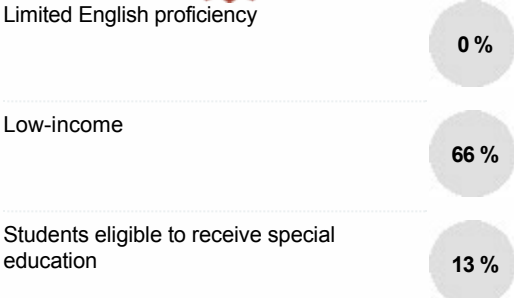 Limited English proficiency
0 %
Low-income
66 %
Students eligible to receive special
education
13 %